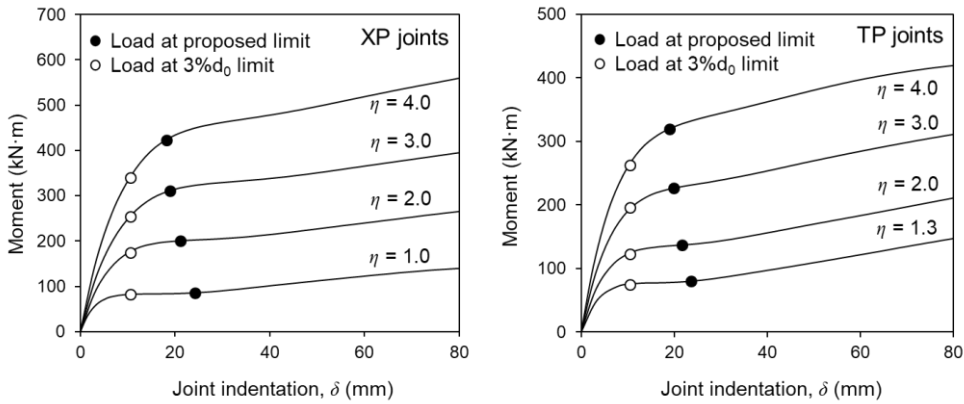 XP joints
● Load at proposed limit
○ Load at 3%d₀ limit
η = 4.0
η = 3.0
η = 2.0
η = 1.0
Moment (kN·m)
700
600
500
400
300
200
100
0
0 20 40 60 80
Joint indentation, δ (mm)
TP joints
● Load at proposed limit
○ Load at 3%d₀ limit
η = 4.0
η = 3.0
η = 2.0
η = 1.3
Moment (kN·m)
500
400
300
200
100
0
0 20 40 60 80
Joint indentation, δ (mm)